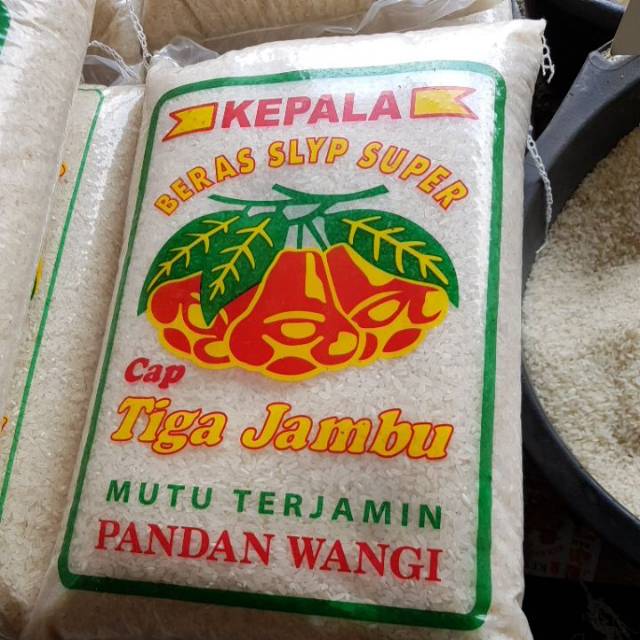 KEPALA
BERAS SLYP SUPER
Cap
Tiga Jambu
MUTU TERJAMIN
PANDAN WANGI